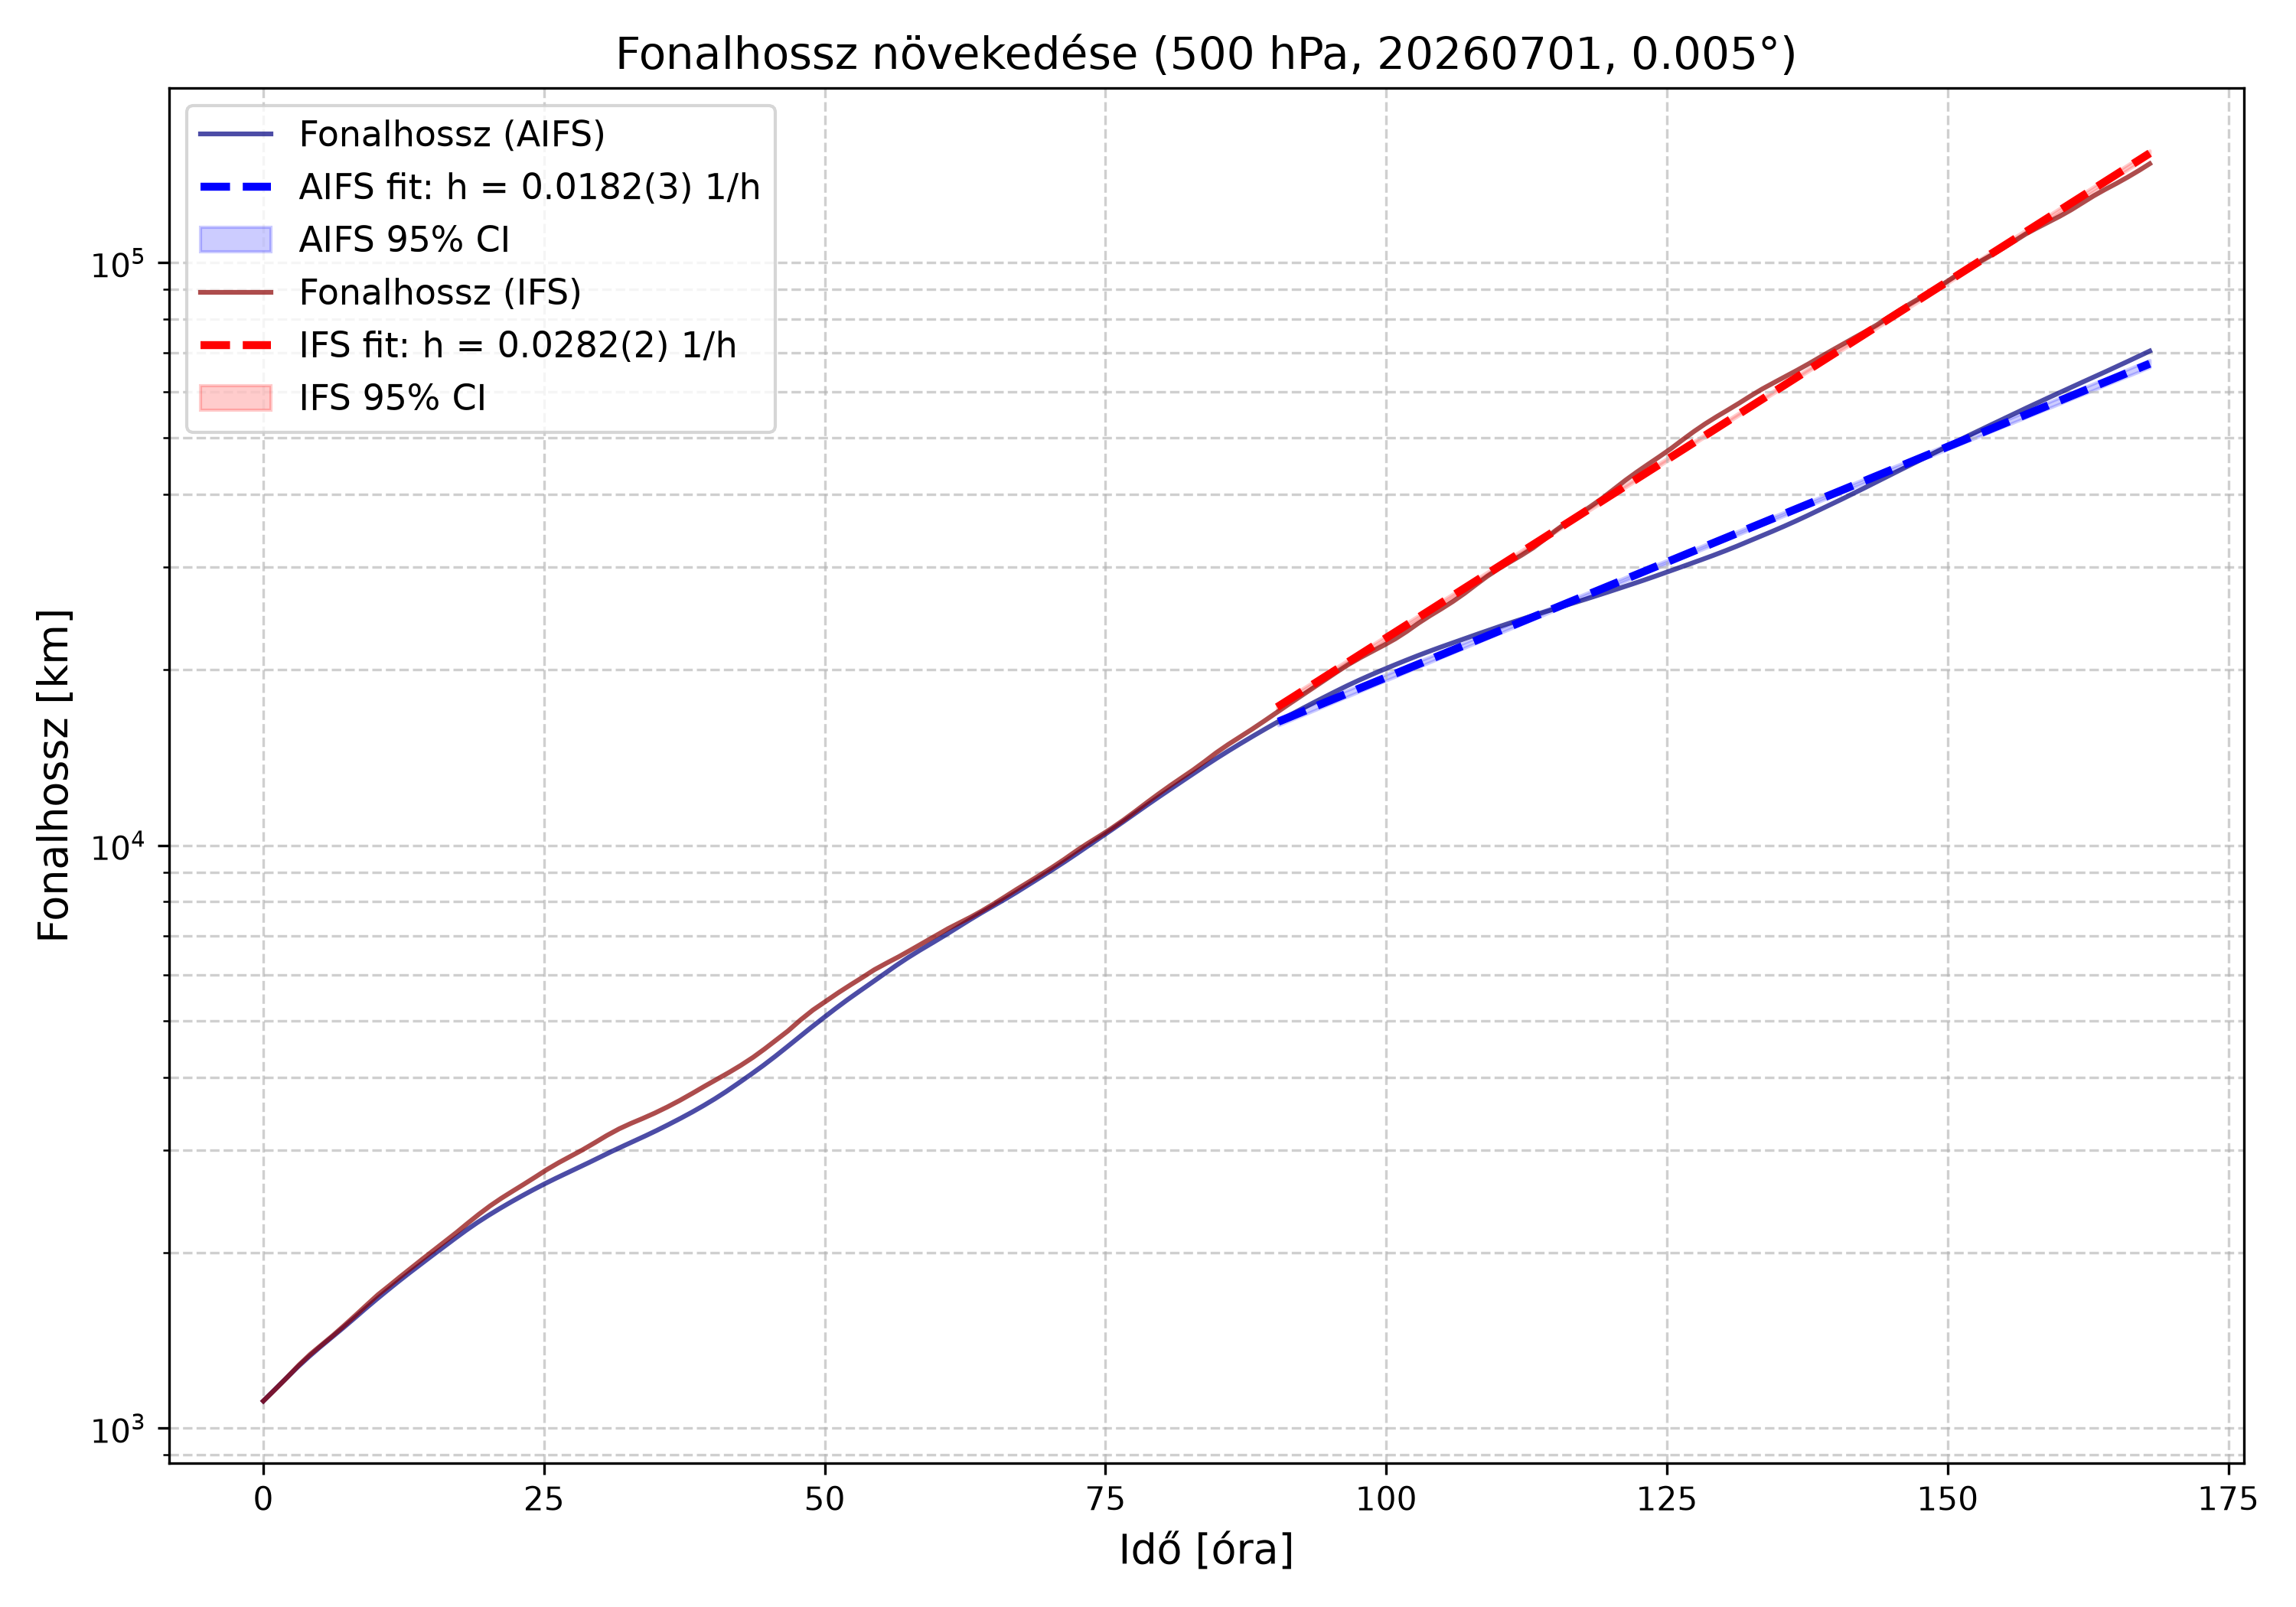 Fonalhossz növekedése (500 hPa, 20260701, 0.005°)
Fonalhossz (AIFS)
AIFS fit: h = 0.0182(3) 1/h
AIFS 95% CI
Fonalhossz (IFS)
IFS fit: h = 0.0282(2) 1/h
IFS 95% CI
Fonalhossz [km]
10⁵
10⁴
10³
0 25 50 75 100 125 150 175
Idő [óra]